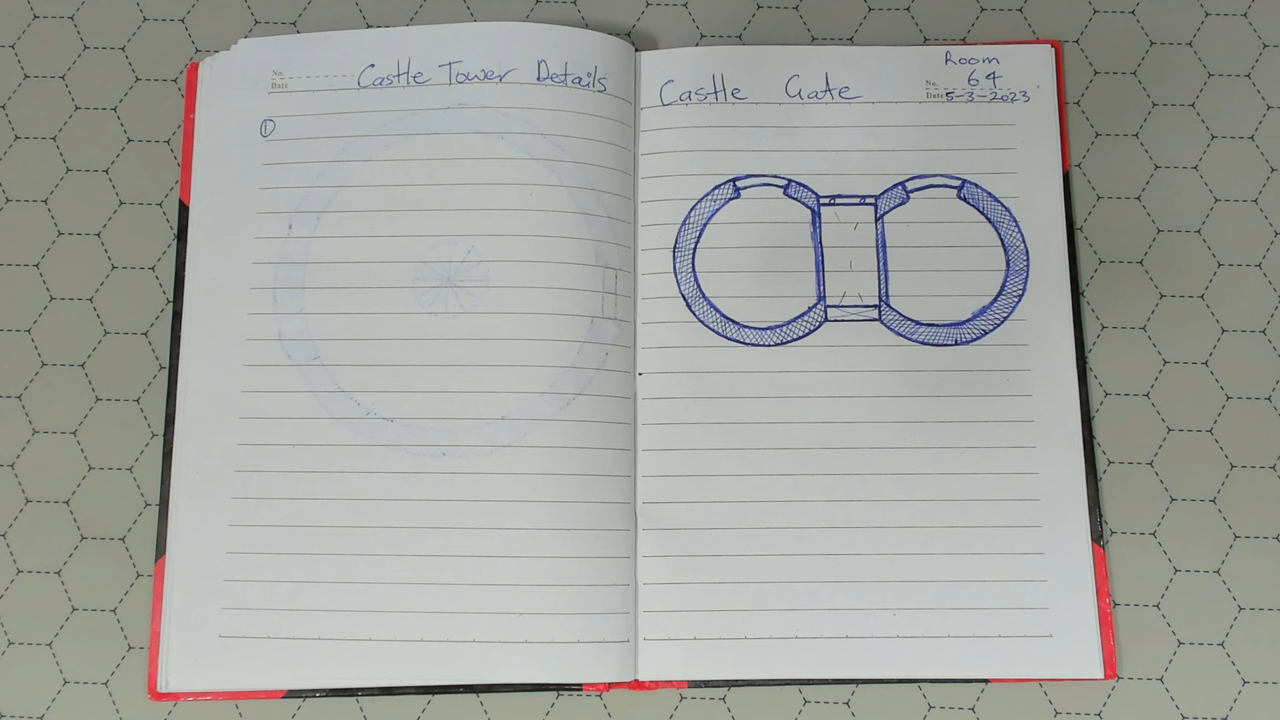 No.
Date
Castle Tower Details
①
Castle Gate
Room
No. 64
Date 5-3-2023